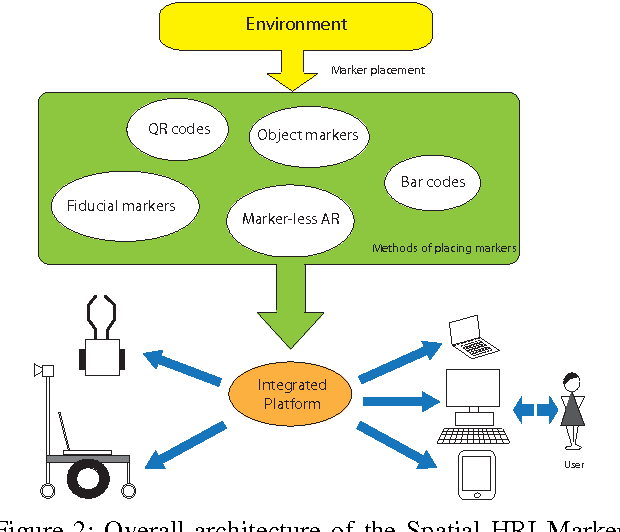 Environment
Marker placement
QR codes
Object markers
Bar codes
Fiducial markers
Marker-less AR
Methods of placing markers
Integrated
Platform
User
Figure 2: Overall architecture of the Spatial HRI Marker